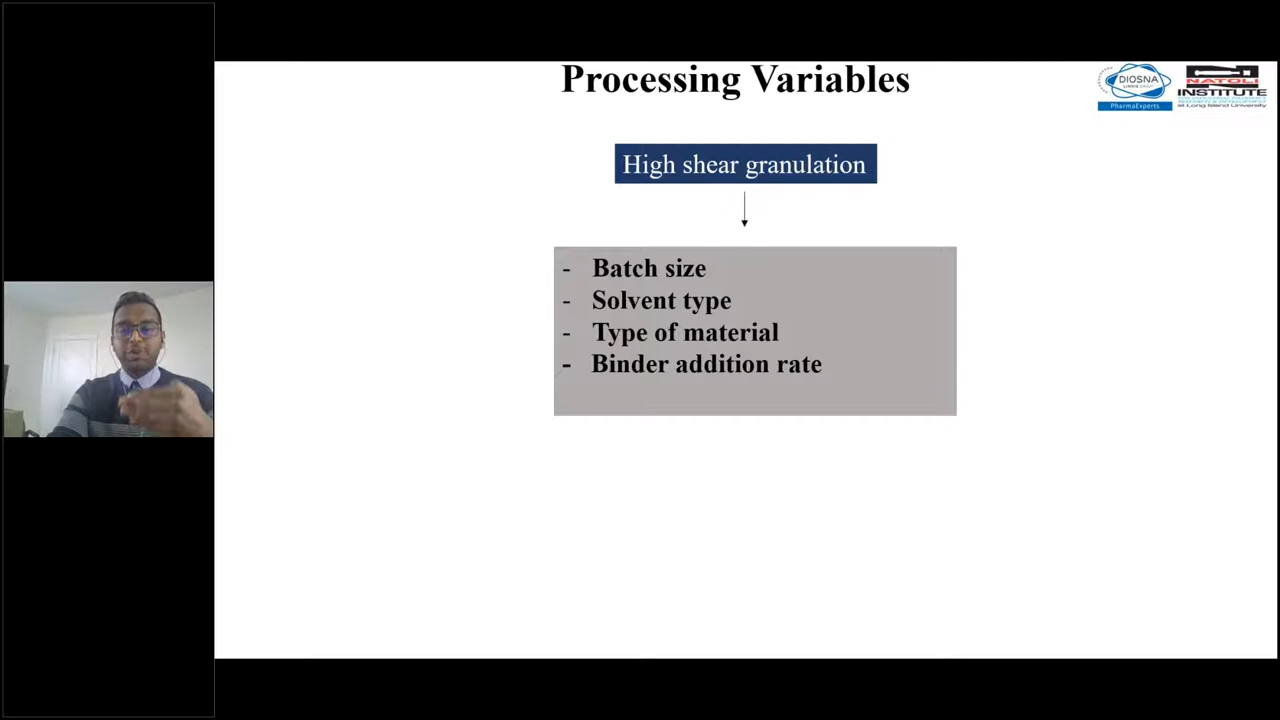 Processing Variables
DIOSNA
PharmaExperts
NATOLI
INSTITUTE
at Long Island University
High shear granulation
- Batch size
- Solvent type
- Type of material
- Binder addition rate